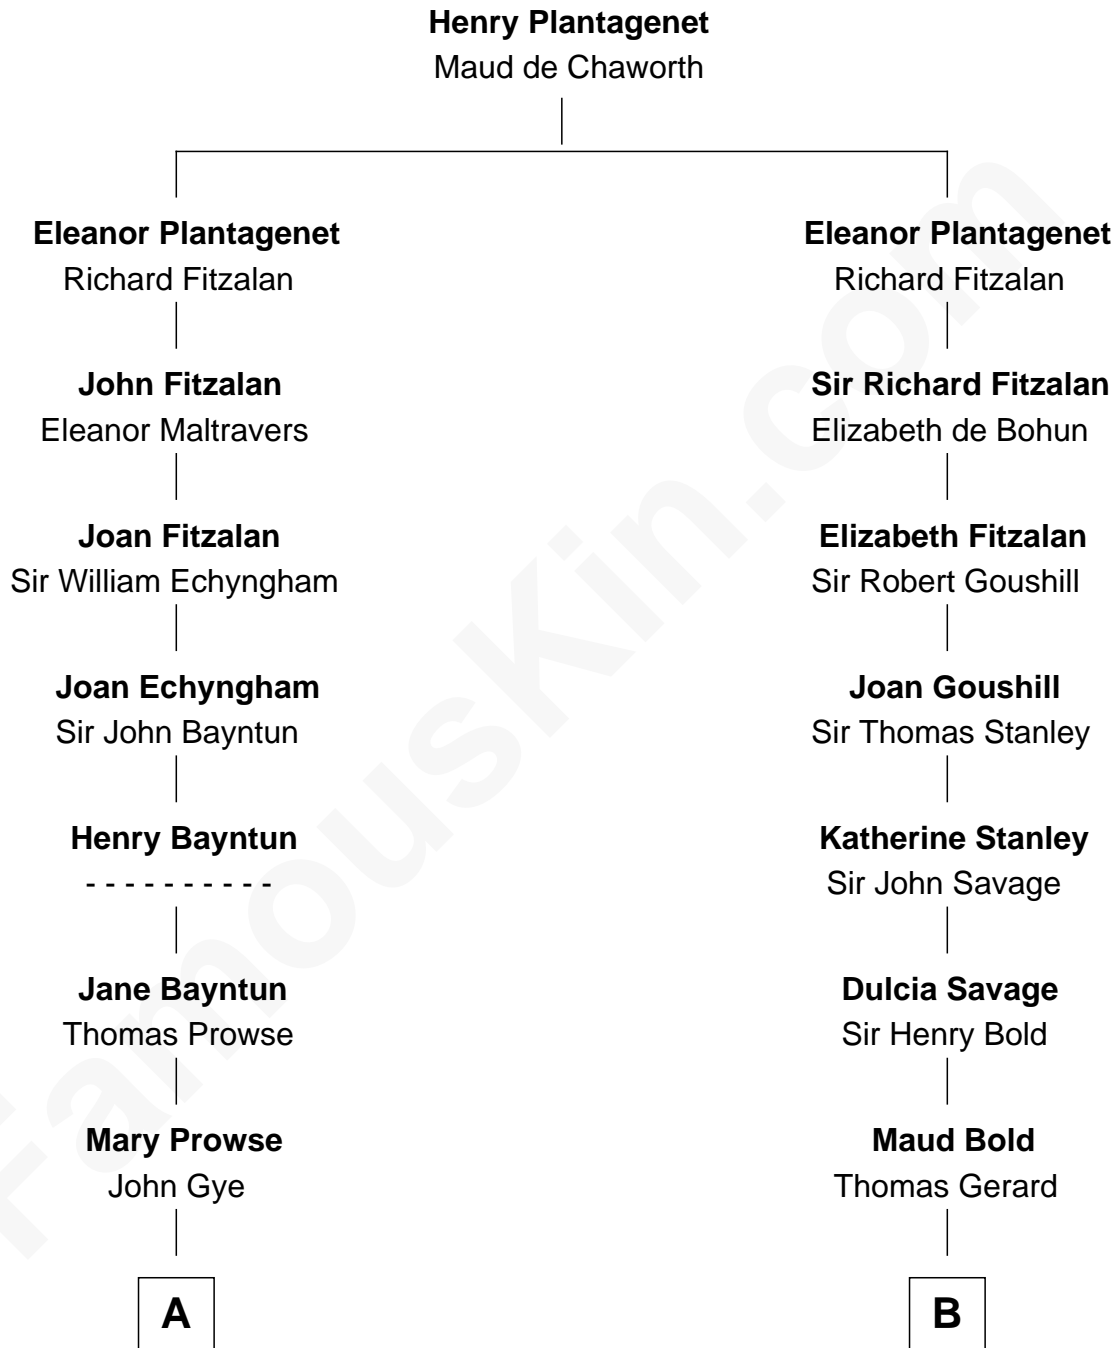 Henry Plantagenet
Maud de Chaworth
Eleanor Plantagenet
Richard Fitzalan
John Fitzalan
Eleanor Maltravers
Joan Fitzalan
Sir William Echyngham
Joan Echyngham
Sir John Bayntun
Henry Bayntun
- - - - - - - - - -
Jane Bayntun
Thomas Prowse
Mary Prowse
John Gye
A
Eleanor Plantagenet
Richard Fitzalan
Sir Richard Fitzalan
Elizabeth de Bohun
Elizabeth Fitzalan
Sir Robert Goushill
Joan Goushill
Sir Thomas Stanley
Katherine Stanley
Sir John Savage
Dulcia Savage
Sir Henry Bold
Maud Bold
Thomas Gerard
B
FamousKin.com